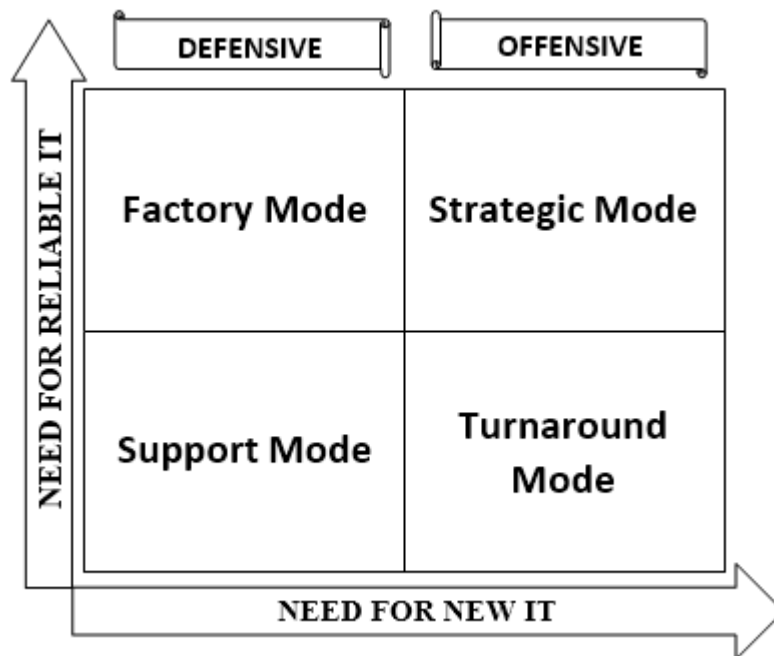 DEFENSIVE
OFFENSIVE
NEED FOR RELIABLE IT
Factory Mode
Strategic Mode
Support Mode
Turnaround
Mode
NEED FOR NEW IT